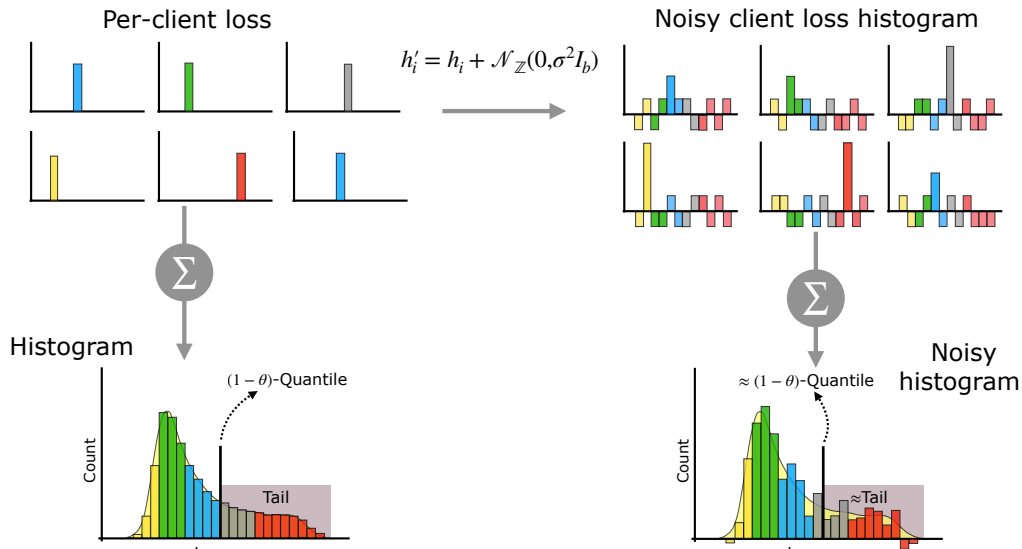 Per-client loss
Noisy client loss histogram
h′ᵢ = hᵢ + 𝒩_ℤ(0,σ²I_b)
Σ
Σ
Histogram
(1 − θ)-Quantile
Count
Tail
Noisy
histogram
≈ (1 − θ)-Quantile
Count
≈Tail